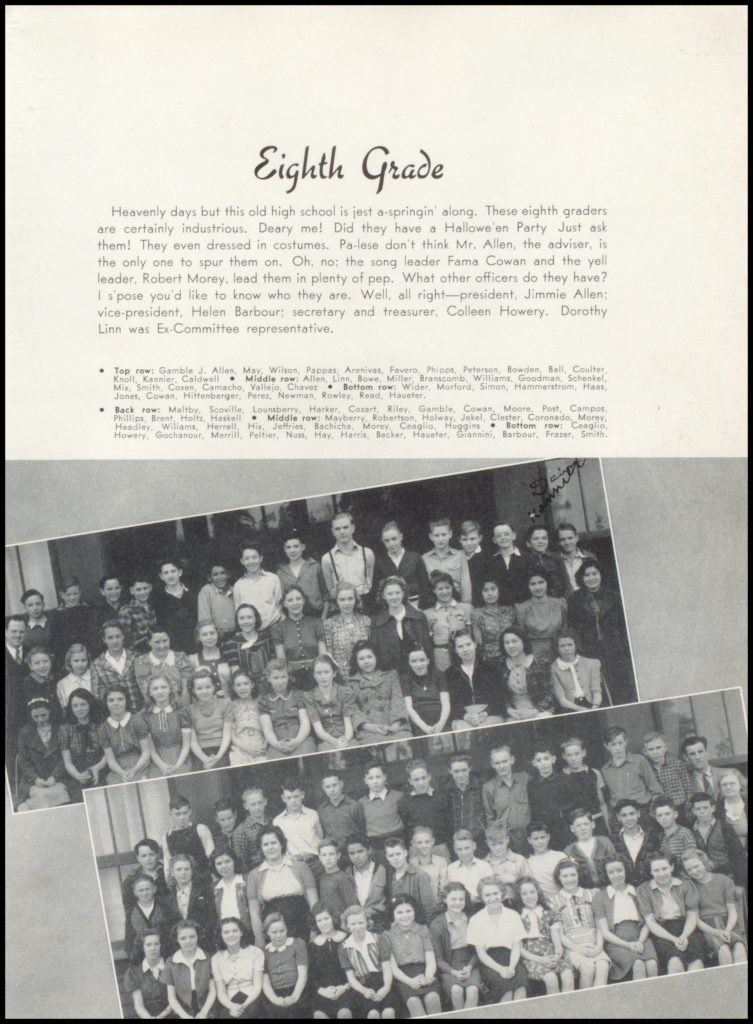 Eighth Grade
Heavenly days but this old high school is jest a-springin' along. These eighth graders
are certainly industrious. Deary me! Did they have a Hallowe'en Party Just ask
them! They even dressed in costumes. Pa-lese don't think Mr. Allen, the adviser, is
the only one to spur them on. Oh, no; the song leader Fama Cowan and the yell
leader, Robert Morey, lead them in plenty of pep. What other officers do they have?
I s'pose you'd like to know who they are. Well, all right—president, Jimmie Allen;
vice-president, Helen Barbour; secretary and treasurer, Colleen Howery. Dorothy
Linn was Ex-Committee representative.
• Top row: Gamble J. Allen, May, Wilson, Pappas, Arenivas, Favero, Phipps, Peterson, Bowden, Ball, Coulter,
Knoll, Kannier, Caldwell • Middle row: Allen, Linn, Bowe, Miller, Branscomb, Williams, Goodman, Schenkel,
Mix, Smith, Coxen, Camacho, Vallejo, Chavez • Bottom row: Wider, Morford, Simon, Hammerstrom, Haas,
Jones, Cowan, Hittenberger, Perez, Newman, Rowley, Read, Haueter.
• Back row: Maltby, Scoville, Lounsberry, Harker, Cozart, Riley, Gamble, Cowan, Moore, Post, Campos,
Phillips, Brent, Holtz, Haskell • Middle row: Mayberry, Robertson, Holway, Jekel, Clester, Coronado, Morey,
Headley, Wiliams, Herrell, Hix, Jeffries, Bachicha, Morey, Ceaglio, Huggins • Bottom row: Ceaglio,
Howery, Gochanour, Merrill, Peltier, Nuss, Hay, Harris, Becker, Haueter, Giannini, Barbour, Frazer, Smith.